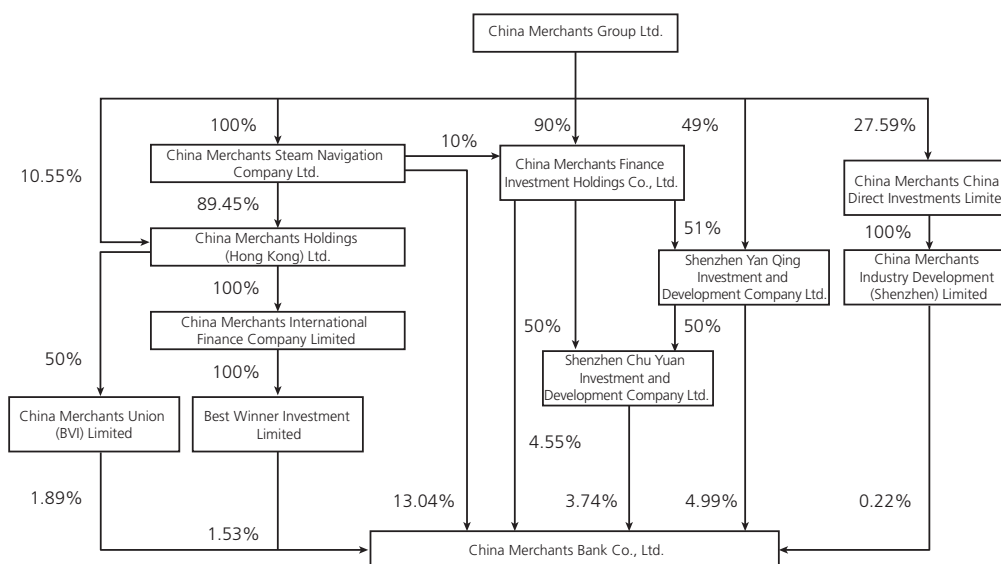 China Merchants Group Ltd.
100%
10%
90%
49%
27.59%
China Merchants Steam Navigation
Company Ltd.
China Merchants Finance
Investment Holdings Co., Ltd.
China Merchants China
Direct Investments Limite
10.55%
89.45%
51%
100%
China Merchants Holdings
(Hong Kong) Ltd.
Shenzhen Yan Qing
Investment and
Development Company Ltd.
China Merchants
Industry Development
(Shenzhen) Limited
100%
China Merchants International
Finance Company Limited
50%
50%
50%
100%
Shenzhen Chu Yuan
Investment and
Development Company Ltd.
China Merchants Union
(BVI) Limited
Best Winner Investment
Limited
4.55%
1.89%
1.53%
13.04%
3.74%
4.99%
0.22%
China Merchants Bank Co., Ltd.